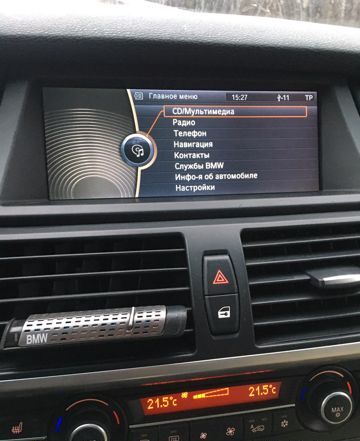 Главное меню 15:27 -11 TP
CD/Мультимедиа
Радио
Телефон
Навигация
Контакты
Службы BMW
Инфо-я об автомобиле
Настройки
BMW
21.5°C 21.5°C
MAX